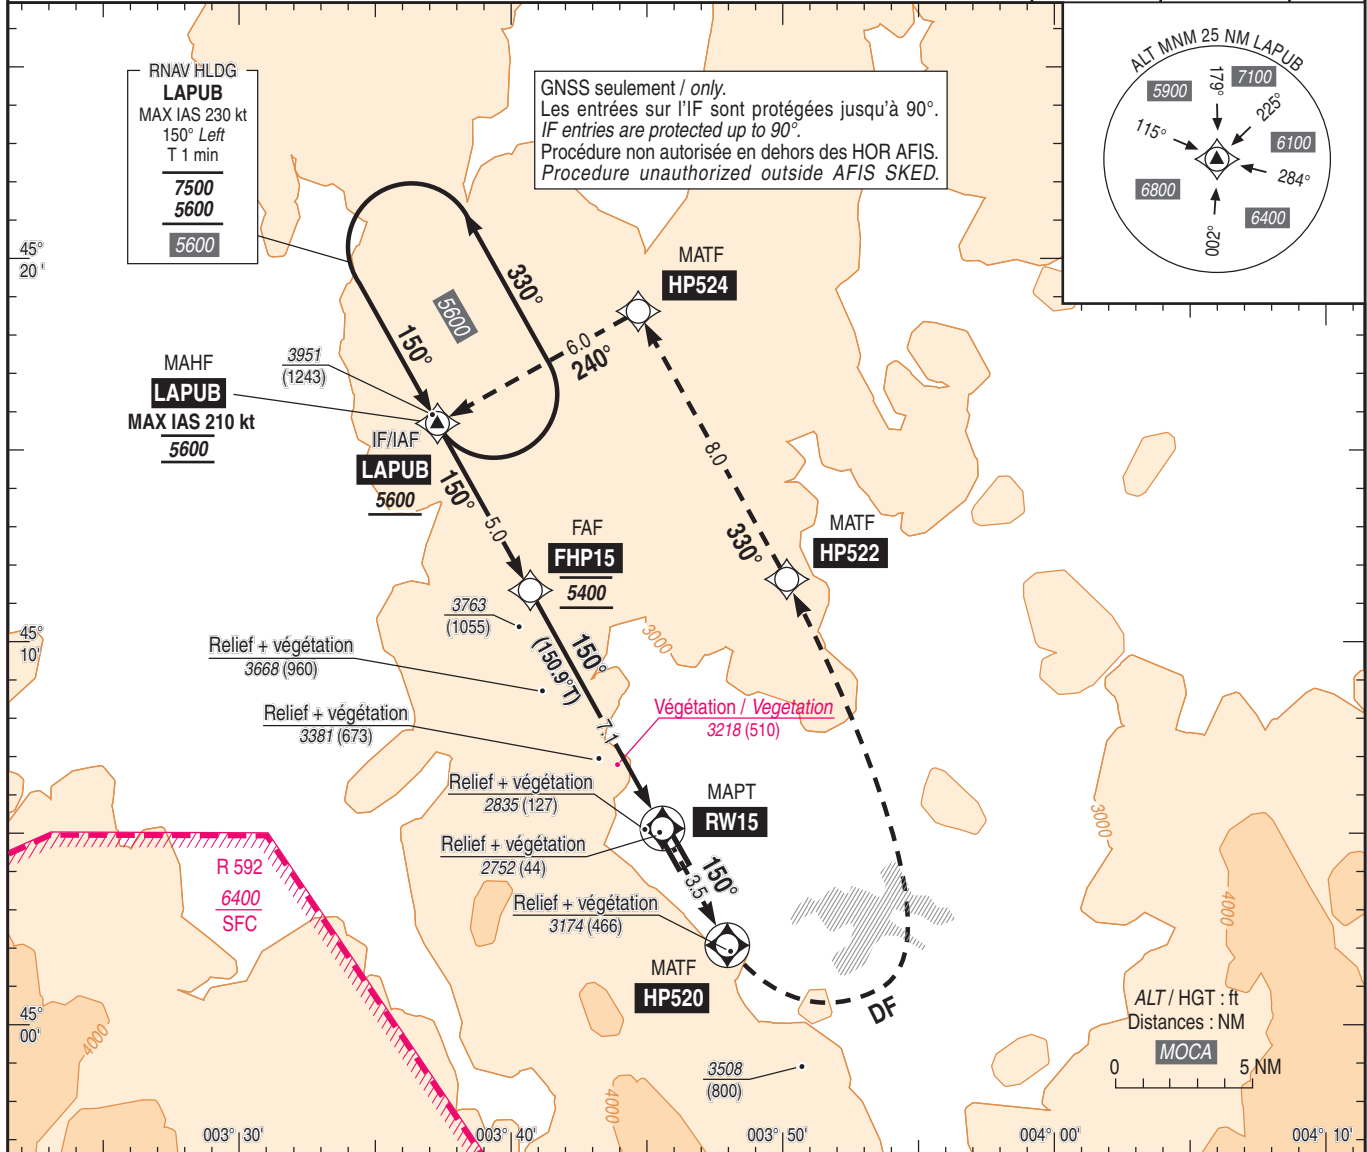 RNAV HLDG
LAPUB
MAX IAS 230 kt
150° Left
T 1 min
7500
5600
5600
GNSS seulement / only.
Les entrées sur l'IF sont protégées jusqu'à 90°.
IF entries are protected up to 90°.
Procédure non autorisée en dehors des HOR AFIS.
Procedure unauthorized outside AFIS SKED.
ALT MNM 25 NM LAPUB
5900
179°
7100
225°
115°
6100
284°
6800
6400
002°
45°
20'
330°
5600
150°
MATF
HP524
6.0
240°
3951
(1243)
MAHF
LAPUB
MAX IAS 210 kt
5600
IF/IAF
LAPUB
5600
150°
5.0
8.0
330°
FAF
FHP15
5400
MATF
HP522
3763
(1055)
45°
10'
3000
150°
(150.9°T)
7.1
Relief + végétation
3668 (960)
Relief + végétation
3381 (673)
Végétation / Vegetation
3218 (510)
Relief + végétation
2835 (127)
MAPT
RW15
3000
Relief + végétation
2752 (44)
150°
3.5
R 592
6400
SFC
Relief + végétation
3174 (466)
4000
MATF
HP520
DF
45°
00'
4000
ALT / HGT : ft
Distances : NM
MOCA
0 5 NM
3508
(800)
4000
003° 30' 003° 40' 003° 50' 004° 00' 004° 10'